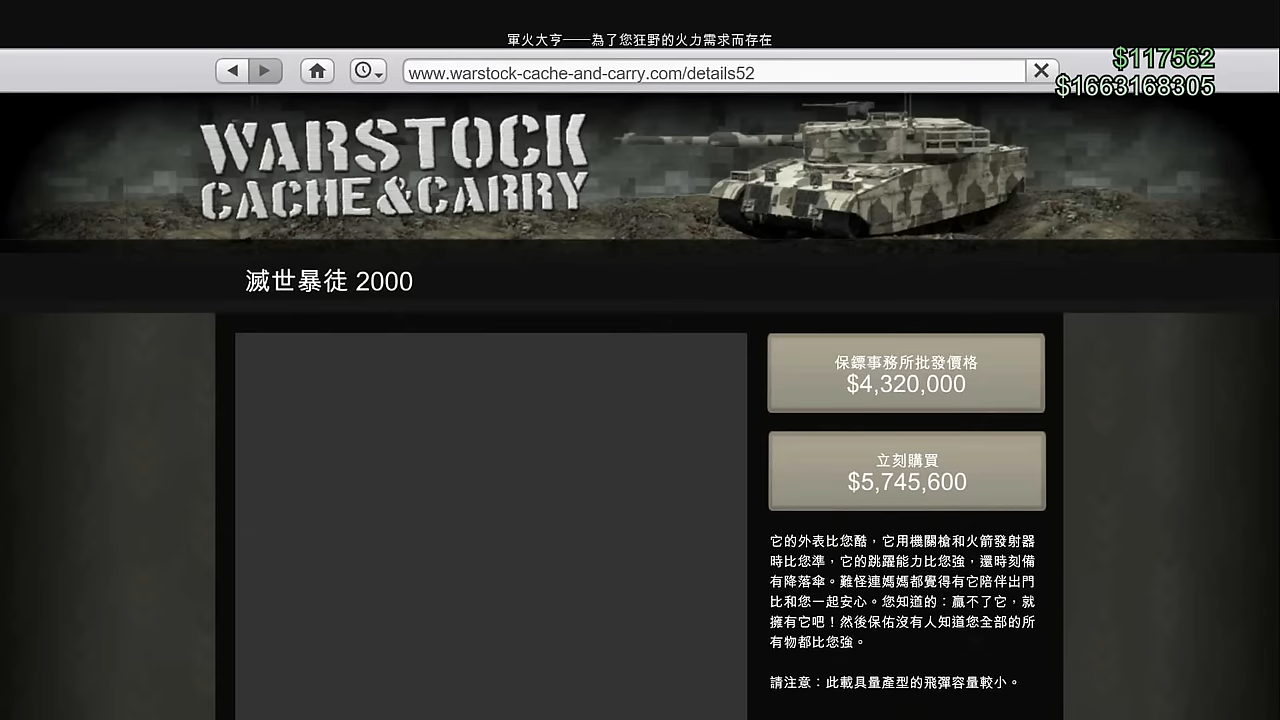 軍火大亨——為了您狂野的火力需求而存在
www.warstock-cache-and-carry.com/details52
$117562
$1663168305
WARSTOCK
CACHE&CARRY
滅世暴徒 2000
保鏢事務所批發價格
$4,320,000
立刻購買
$5,745,600
它的外表比您酷，它用機關槍和火箭發射器
時比您準，它的跳躍能力比您強，還時刻備
有降落傘。難怪連媽媽都覺得有它陪伴出門
比和您一起安心。您知道的：贏不了它，就
擁有它吧！然後保佑沒有人知道您全部的所
有物都比您強。
請注意：此載具量產型的飛彈容量較小。